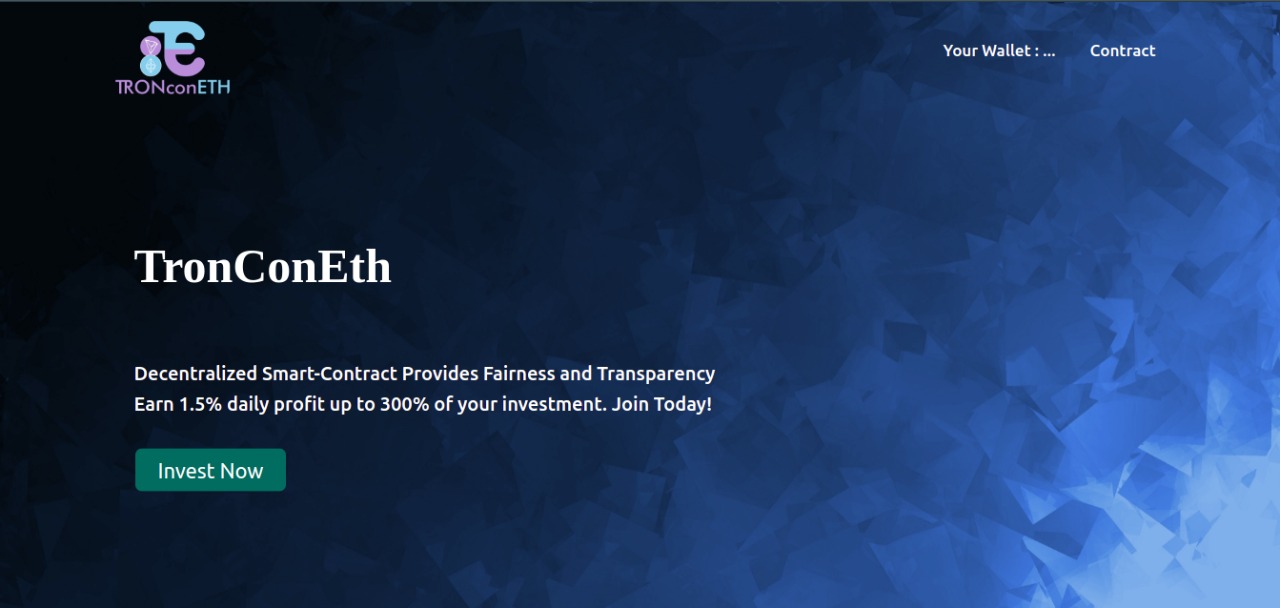 TRONconETH
Your Wallet : ... Contract
TronConEth
Decentralized Smart-Contract Provides Fairness and Transparency
Earn 1.5% daily profit up to 300% of your investment. Join Today!
Invest Now